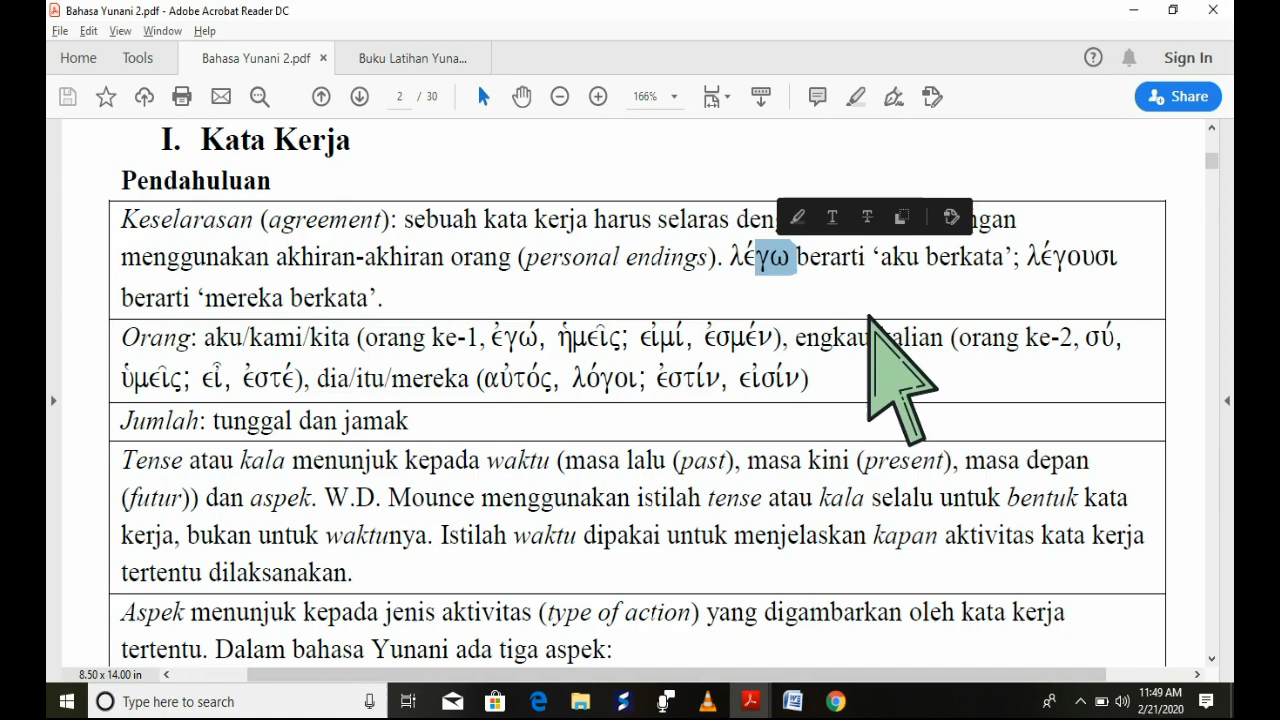 Bahasa Yunani 2.pdf - Adobe Acrobat Reader DC
File Edit View Window Help
Home Tools Bahasa Yunani 2.pdf × Buku Latihan Yuna... Sign In
2 / 30 166% Share
I. Kata Kerja
Pendahuluan
Keselarasan (agreement): sebuah kata kerja harus selaras
menggunakan akhiran-akhiran orang (personal endings). λέγω berarti ‘aku berkata’; λέγουσι
berarti ‘mereka berkata’.
Orang: aku/kami/kita (orang ke-1, ἐγώ, ἡμεῖς; εἰμί, ἐσμέν), engkau/kalian (orang ke-2, σύ,
ὑμεῖς; εἶ, ἐστέ), dia/itu/mereka (αὐτός, λόγοι; ἐστίν, εἰσίν)
Jumlah: tunggal dan jamak
Tense atau kala menunjuk kepada waktu (masa lalu (past), masa kini (present), masa depan
(futur)) dan aspek. W.D. Mounce menggunakan istilah tense atau kala selalu untuk bentuk kata
kerja, bukan untuk waktunya. Istilah waktu dipakai untuk menjelaskan kapan aktivitas kata kerja
tertentu dilaksanakan.
Aspek menunjuk kepada jenis aktivitas (type of action) yang digambarkan oleh kata kerja
tertentu. Dalam bahasa Yunani ada tiga aspek:
8.50 x 14.00 in
Type here to search
11:49 AM
2/21/2020